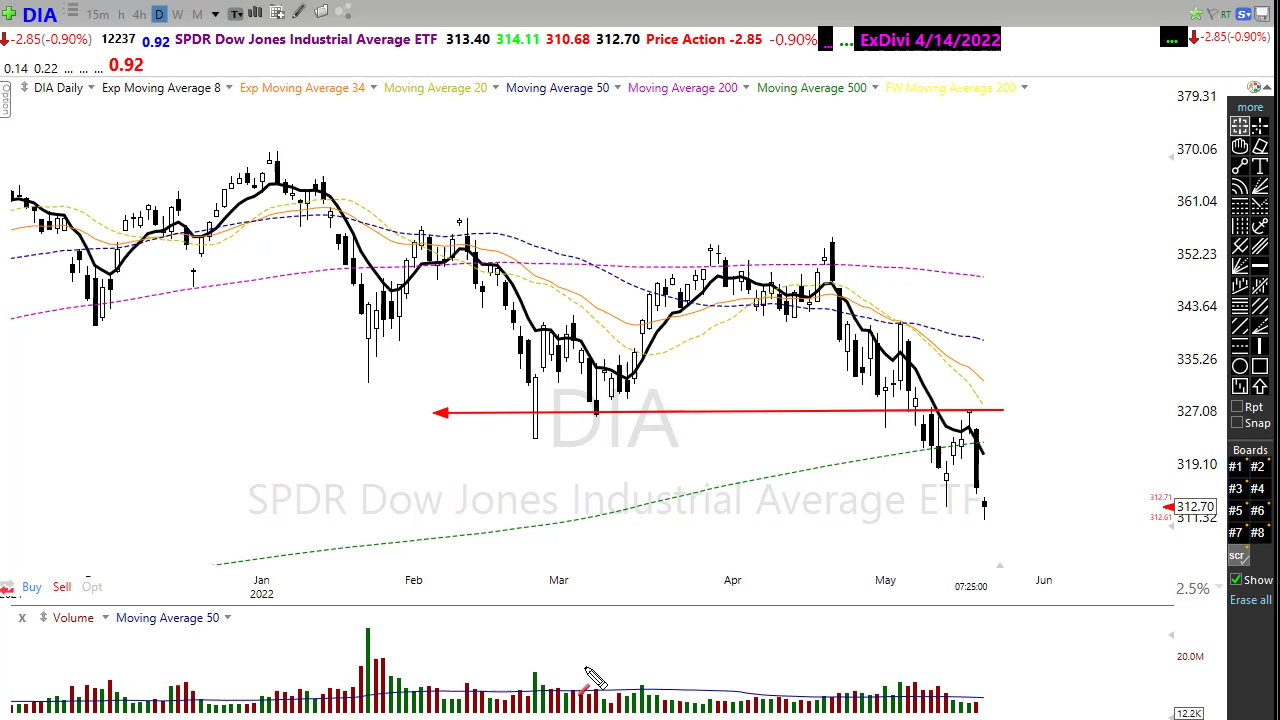 DIA 15m h 4h D W M T RT S
-2.85(-0.90%) 12237 0.92 SPDR Dow Jones Industrial Average ETF 313.40 314.11 310.68 312.70 Price Action -2.85 -0.90% ... ... ExDivi 4/14/2022 ... -2.85(-0.90%)
0.14 0.22 ... ... ... 0.92
Option
DIA Daily Exp Moving Average 8 Exp Moving Average 34 Moving Average 20 Moving Average 50 Moving Average 200 Moving Average 500 FW Moving Average 200
379.31
370.06
361.04
352.23
343.64
335.26
327.08
319.10
312.71
312.70
312.61
311.32
DIA
SPDR Dow Jones Industrial Average ETF
Jan Feb Mar Apr May Jun
2022
07:25:00
Buy Sell Opt
2.5%
X Volume Moving Average 50
20.0M
12.2K
more
T
Rpt
Snap
Boards
#1 #2
#3 #4
#5 #6
#7 #8
scr
Show
Erase all